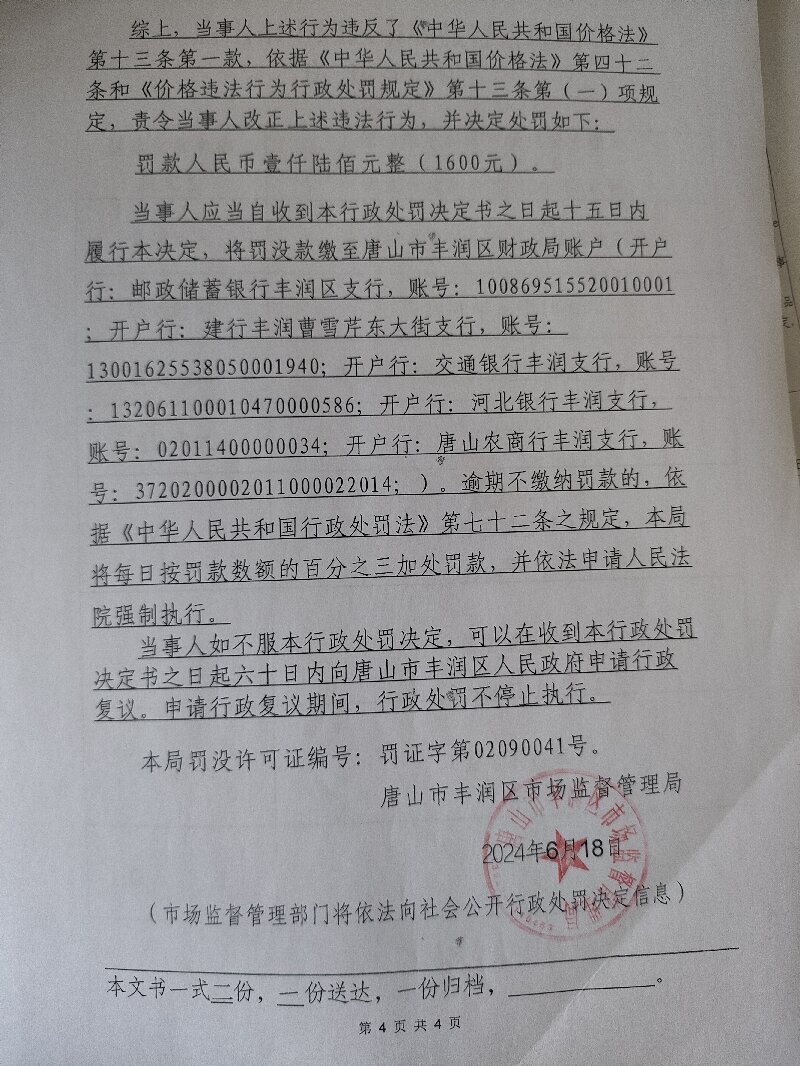 综上，当事人上述行为违反了《中华人民共和国价格法》
第十三条第一款，依据《中华人民共和国价格法》第四十二
条和《价格违法行为行政处罚规定》第十三条第（一）项规
定，责令当事人改正上述违法行为，并决定处罚如下：
罚款人民币壹仟陆佰元整（1600元）。
当事人应当自收到本行政处罚决定书之日起十五日内
履行本决定，将罚没款缴至唐山市丰润区财政局账户（开户
行：邮政储蓄银行丰润区支行，账号：100869515520010001
；开户行：建行丰润曹雪芹东大街支行，账号：
13001625538050001940；开户行：交通银行丰润支行，账号
：132061100010470000586；开户行：河北银行丰润支行，
账号：02011400000034；开户行：唐山农商行丰润支行，账
号：3720200002011000022014；）。逾期不缴纳罚款的，依
据《中华人民共和国行政处罚法》第七十二条之规定，本局
将每日按罚款数额的百分之三加处罚款，并依法申请人民法
院强制执行。
当事人如不服本行政处罚决定，可以在收到本行政处罚
决定书之日起六十日内向唐山市丰润区人民政府申请行政
复议。申请行政复议期间，行政处罚不停止执行。
本局罚没许可证编号：罚证字第02090041号。
唐山市丰润区市场监督管理局
2024年6月18日
（市场监督管理部门将依法向社会公开行政处罚决定信息）
本文书一式二份，一份送达，一份归档，。
第 4 页 共 4 页